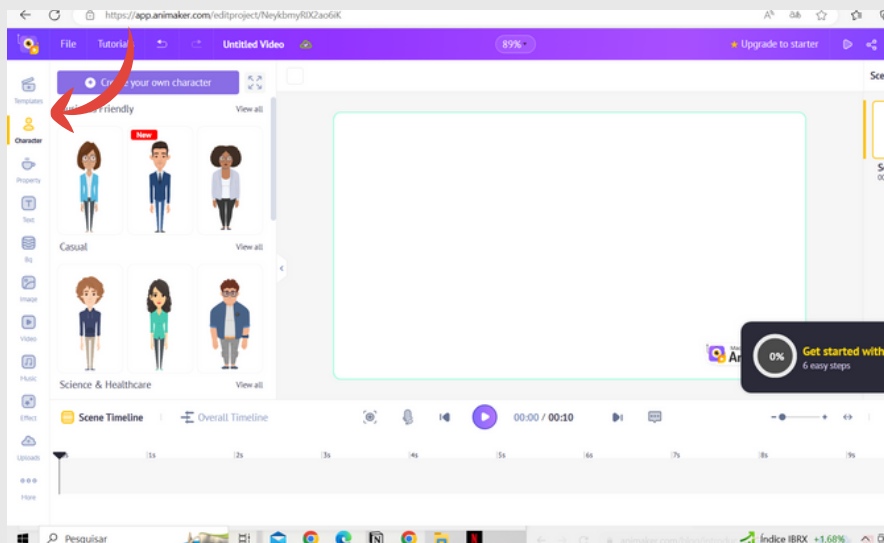 https://app.animaker.com/editproject/NeykbmyRlX2ao6iK
File Tutorials Untitled Video 89% Upgrade to starter
Templates
Character
Property
Text
Bg
Image
Video
Music
Effect
Uploads
More
Create your own character
Friendly View all
New
Casual View all
Science & Healthcare View all
Sce
0% Get started with
6 easy steps
Scene Timeline Overall Timeline 00:00 / 00:10
1s 2s 3s 4s 5s 6s 7s 8s 9s
Pesquisar Índice IBRX +1.68%